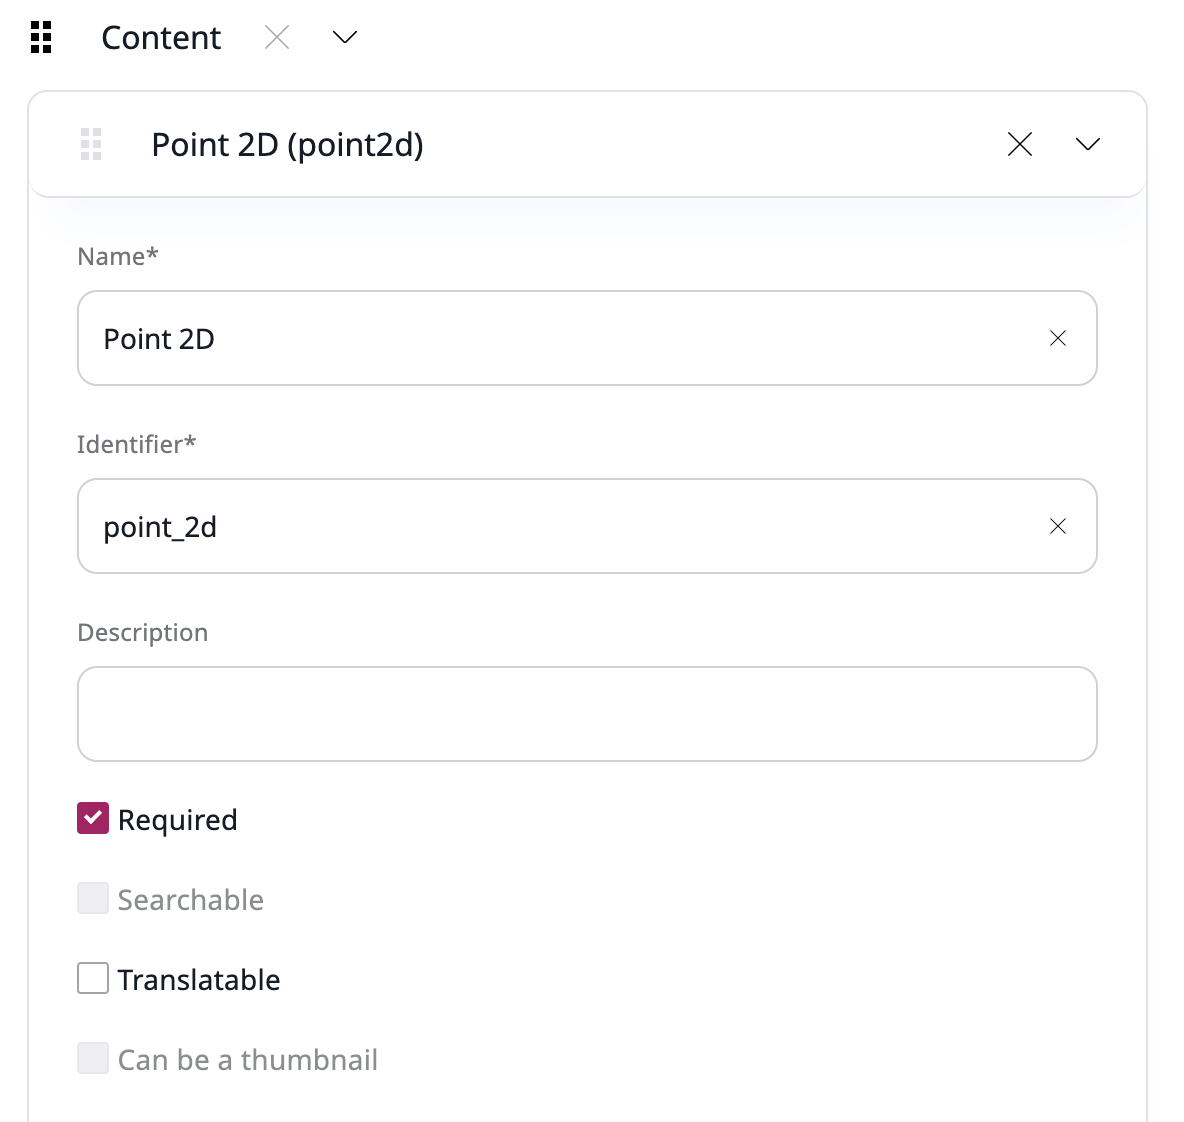 Content
Point 2D (point2d)
Name*
Point 2D
Identifier*
point_2d
Description
Required
Searchable
Translatable
Can be a thumbnail